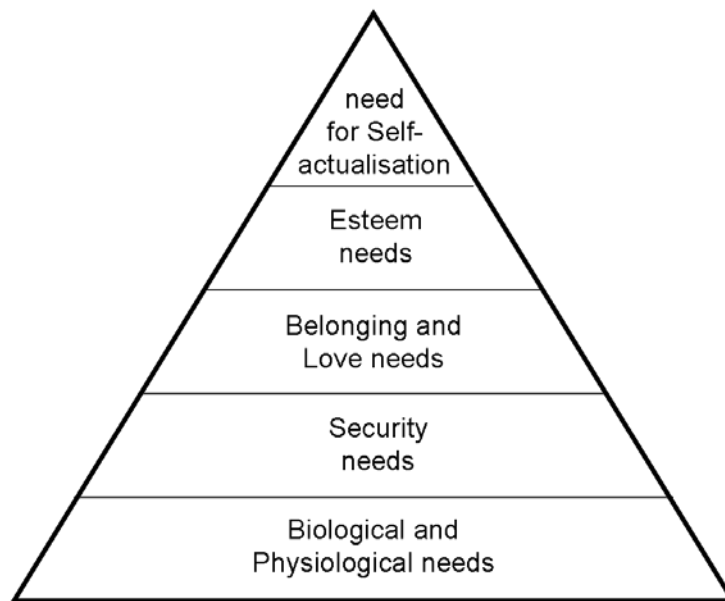 need
for Self-
actualisation
Esteem
needs
Belonging and
Love needs
Security
needs
Biological and
Physiological needs